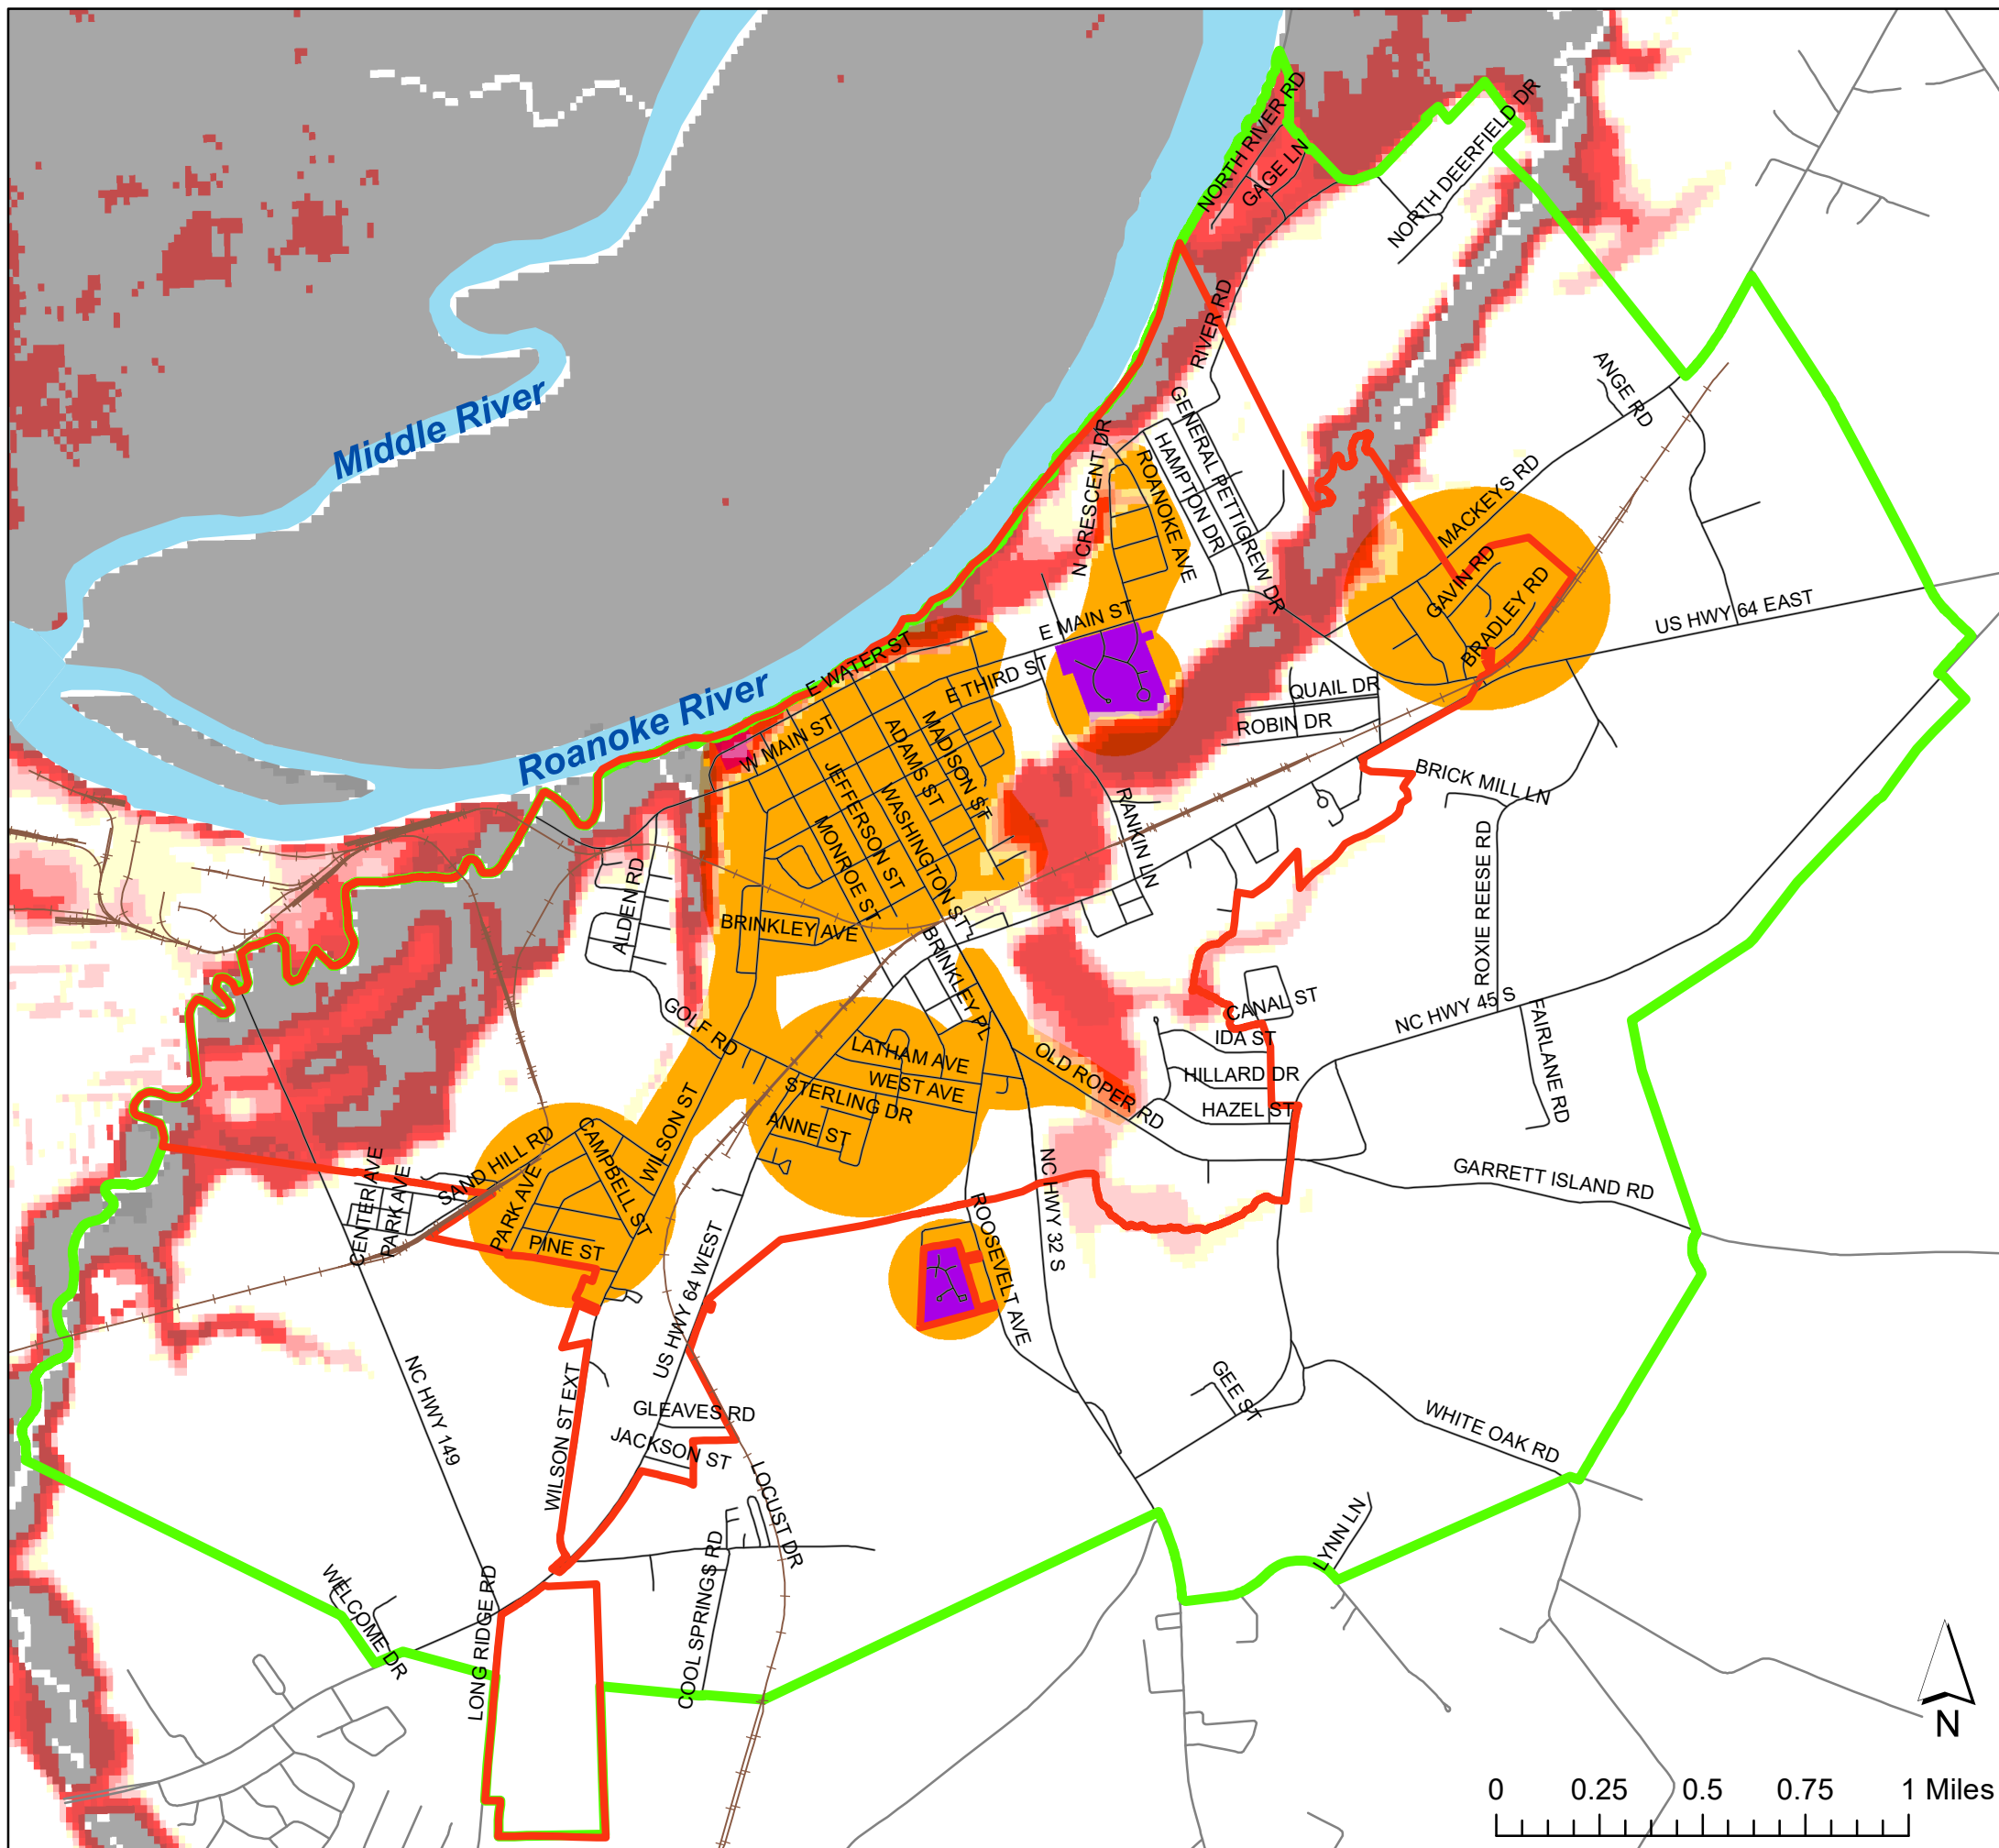 NORTH RIVER RD
GAGE LN
NORTH DEERFIELD DR
RIVER RD
ANGE RD
Middle River
GENERAL PETTIGREW DR
HAMPTON DR
ROANOKE AVE
N CRESCENT DR
MACKEYS RD
GAVIN RD
BRADLEY RD
US HWY 64 EAST
E MAIN ST
E WATER ST
E THIRD ST
Roanoke River
QUAIL DR
ROBIN DR
W MAIN ST
MADISON ST
ADAMS ST
JEFFERSON ST
WASHINGTON ST
MONROE ST
RANKIN LN
BRICK MILL LN
ROXIE REESE RD
ALDEN RD
BRINKLEY AVE
BRINKLEY PL
GOLF RD
CANAL ST
IDA ST
NC HWY 45 S
FAIRLANE RD
LATHAM AVE
WEST AVE
STERLING DR
ANNE ST
OLD ROPER RD
HILLARD DR
HAZEL ST
WILSON ST
CAMPBELL ST
SAND HILL RD
PARK AVE
CENTER AVE
PARK AVE
PINE ST
GARRETT ISLAND RD
NC HWY 32 S
ROOSEVELT AVE
US HWY 64 WEST
NC HWY 149
WILSON ST EXT
GLEAVES RD
JACKSON ST
GEE ST
WHITE OAK RD
LOCUST DR
LYNN LN
COOL SPRINGS RD
WELCOME DR
LONG RIDGE RD
N
0 0.25 0.5 0.75 1 Miles